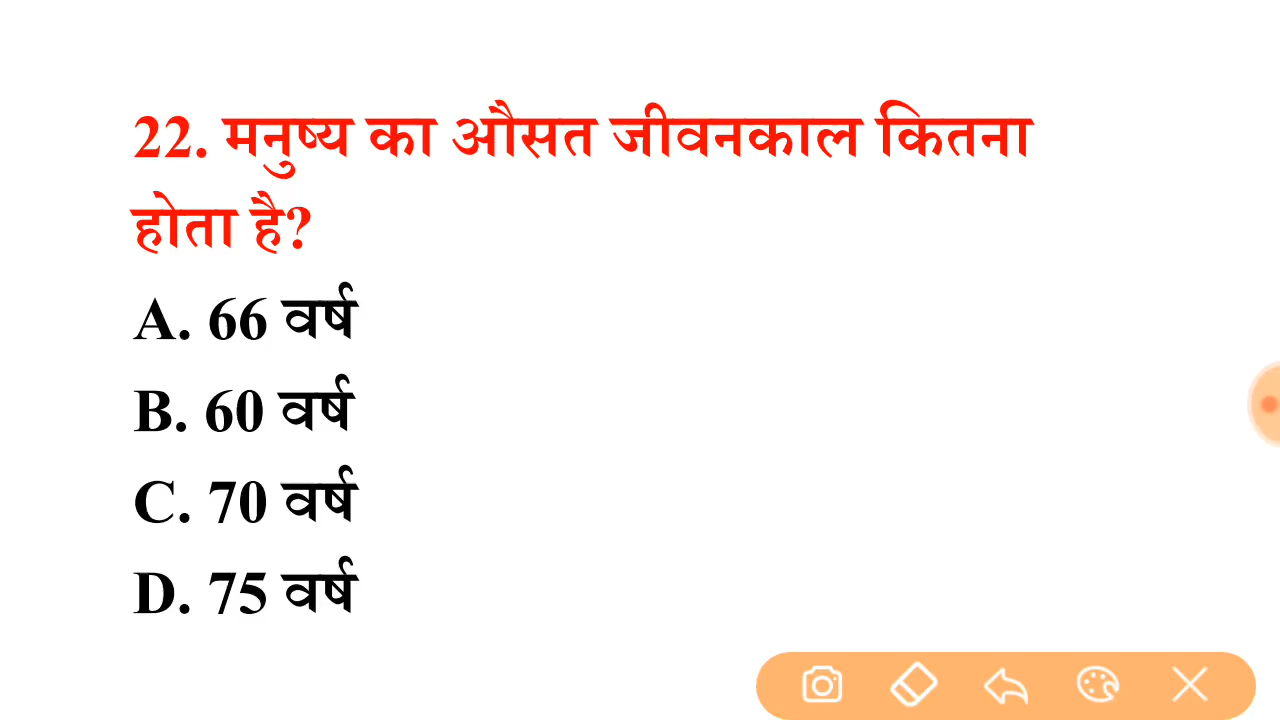 22. मनुष्य का औसत जीवनकाल कितना
होता है?
A. 66 वर्ष
B. 60 वर्ष
C. 70 वर्ष
D. 75 वर्ष